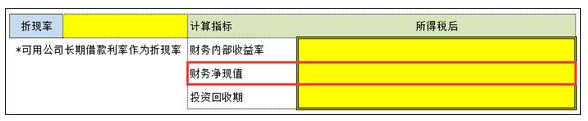 折现率 计算指标 所得税后
*可用公司长期借款利率作为折现率 财务内部收益率
财务净现值
投资回收期